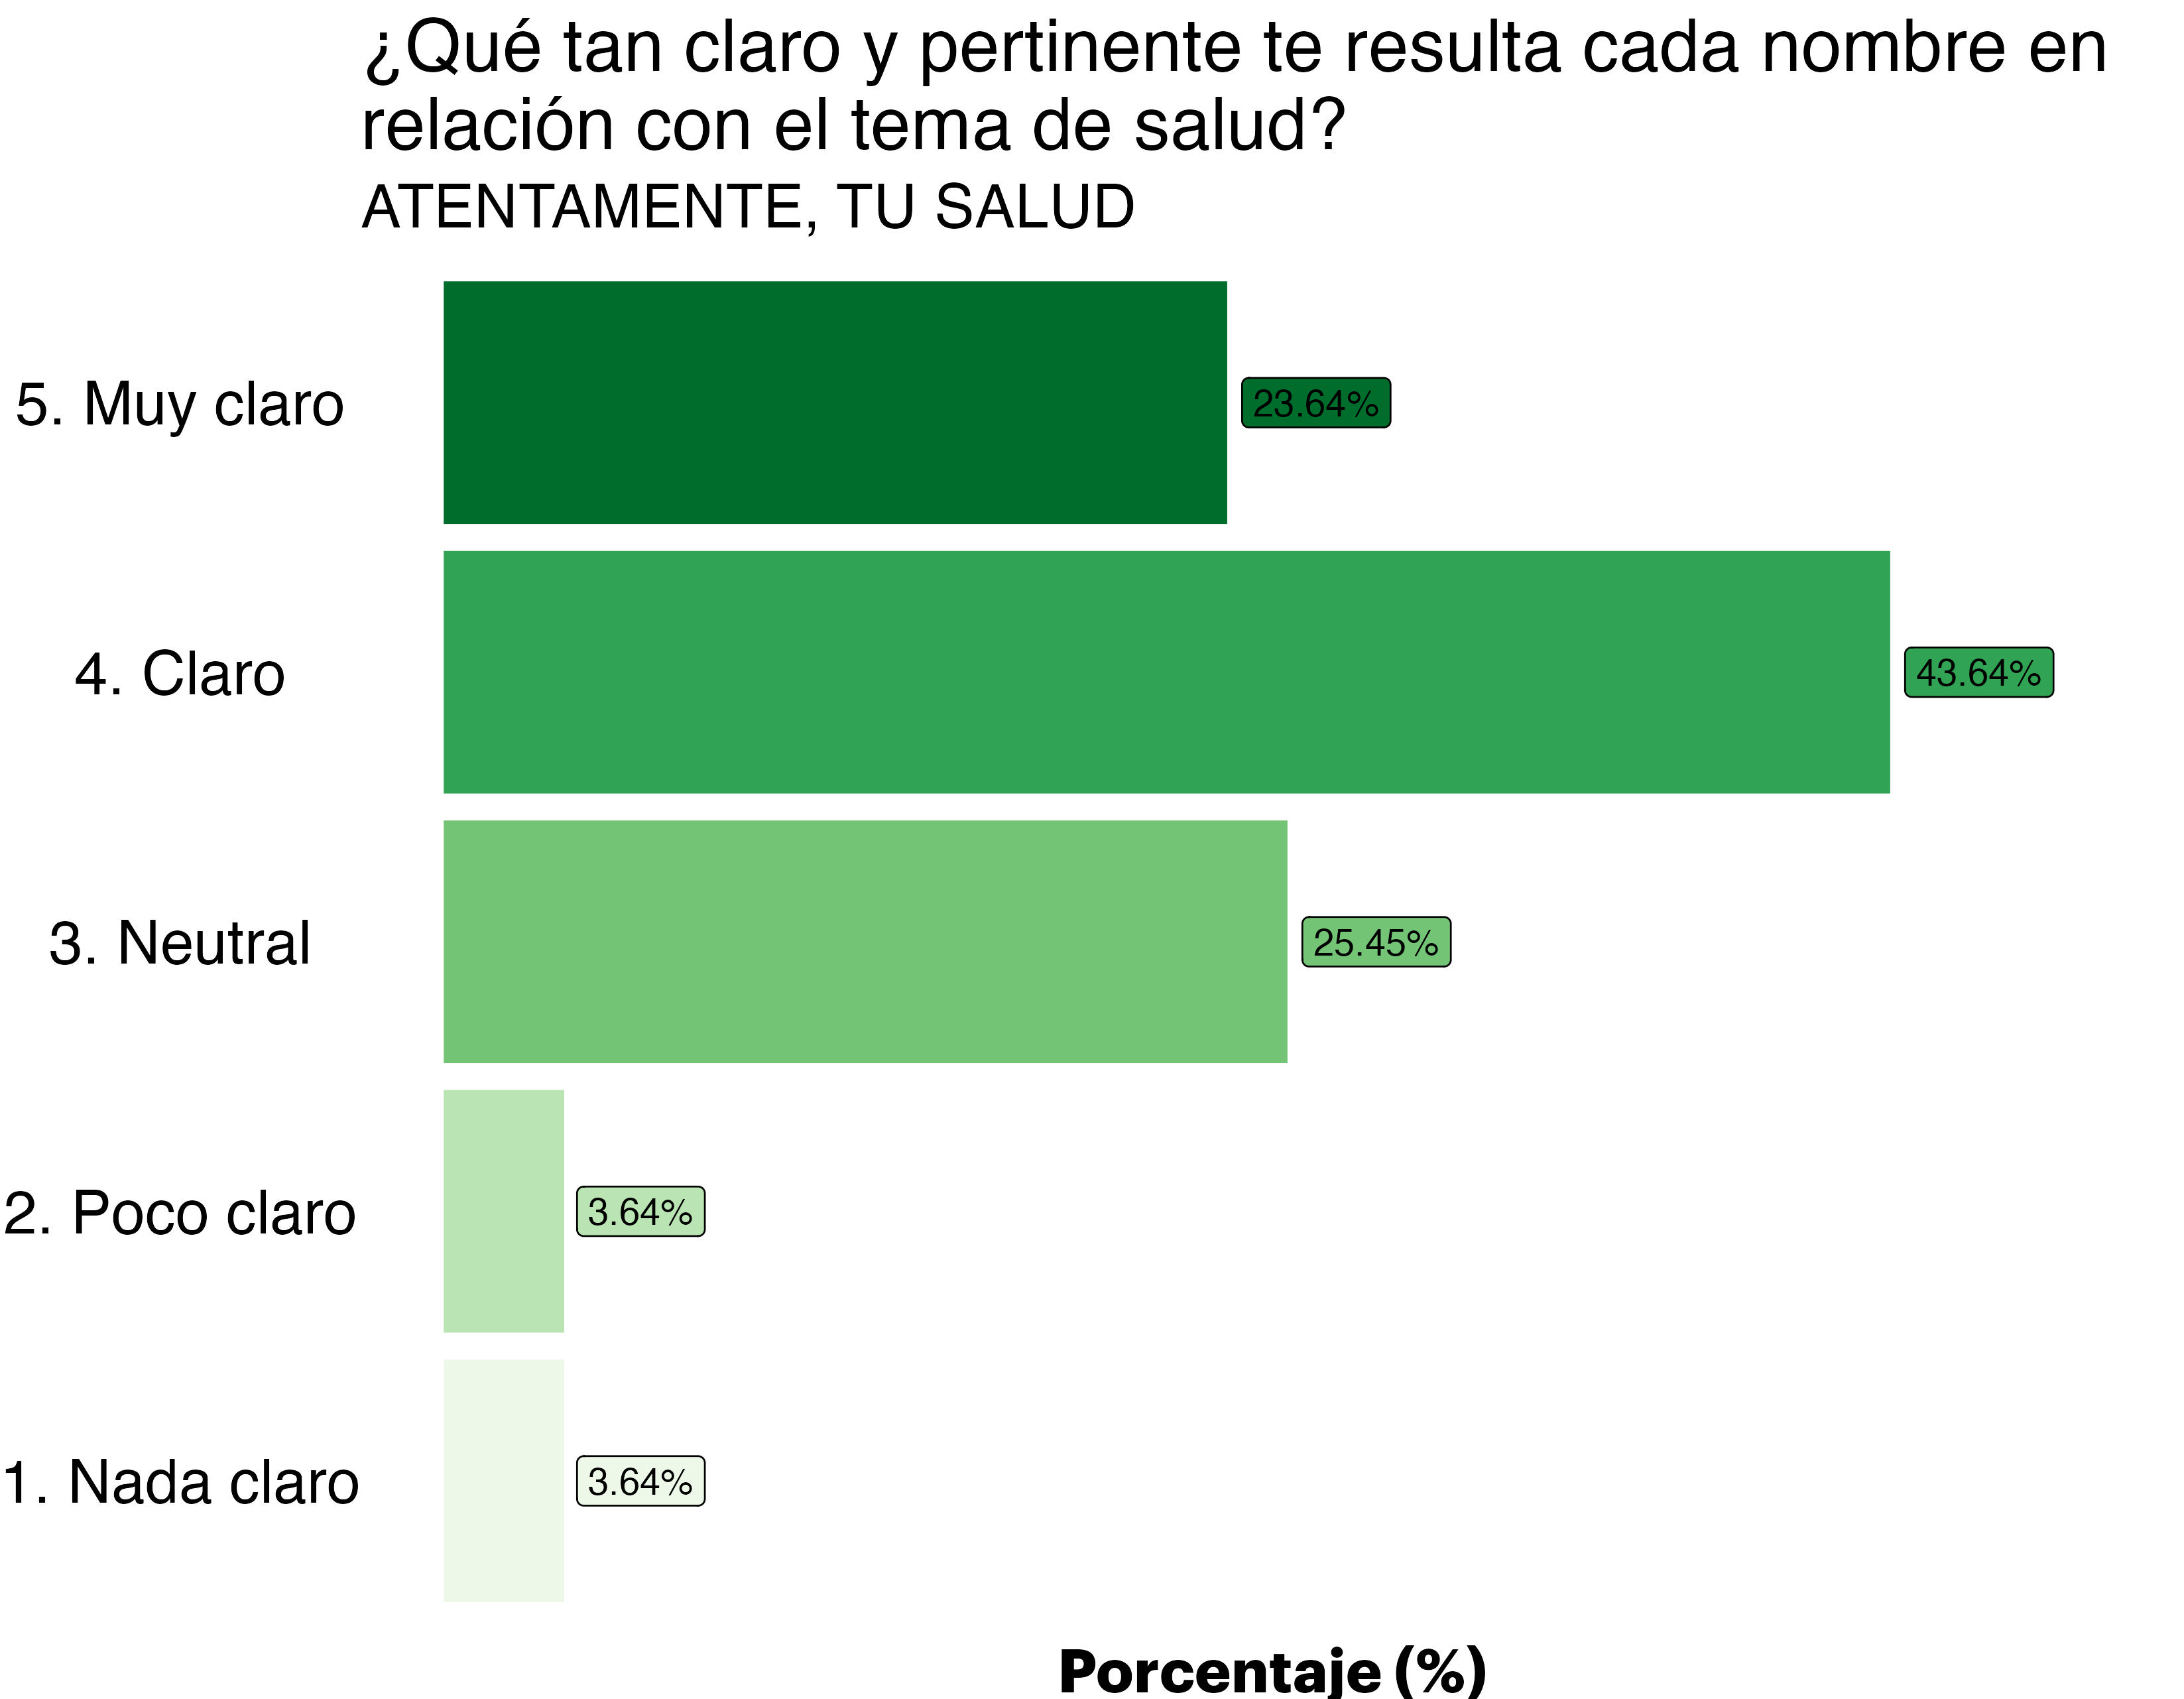 ¿Qué tan claro y pertinente te resulta cada nombre en
relación con el tema de salud?
ATENTAMENTE, TU SALUD
5. Muy claro
23.64%
4. Claro
43.64%
3. Neutral
25.45%
2. Poco claro
3.64%
1. Nada claro
3.64%
Porcentaje (%)